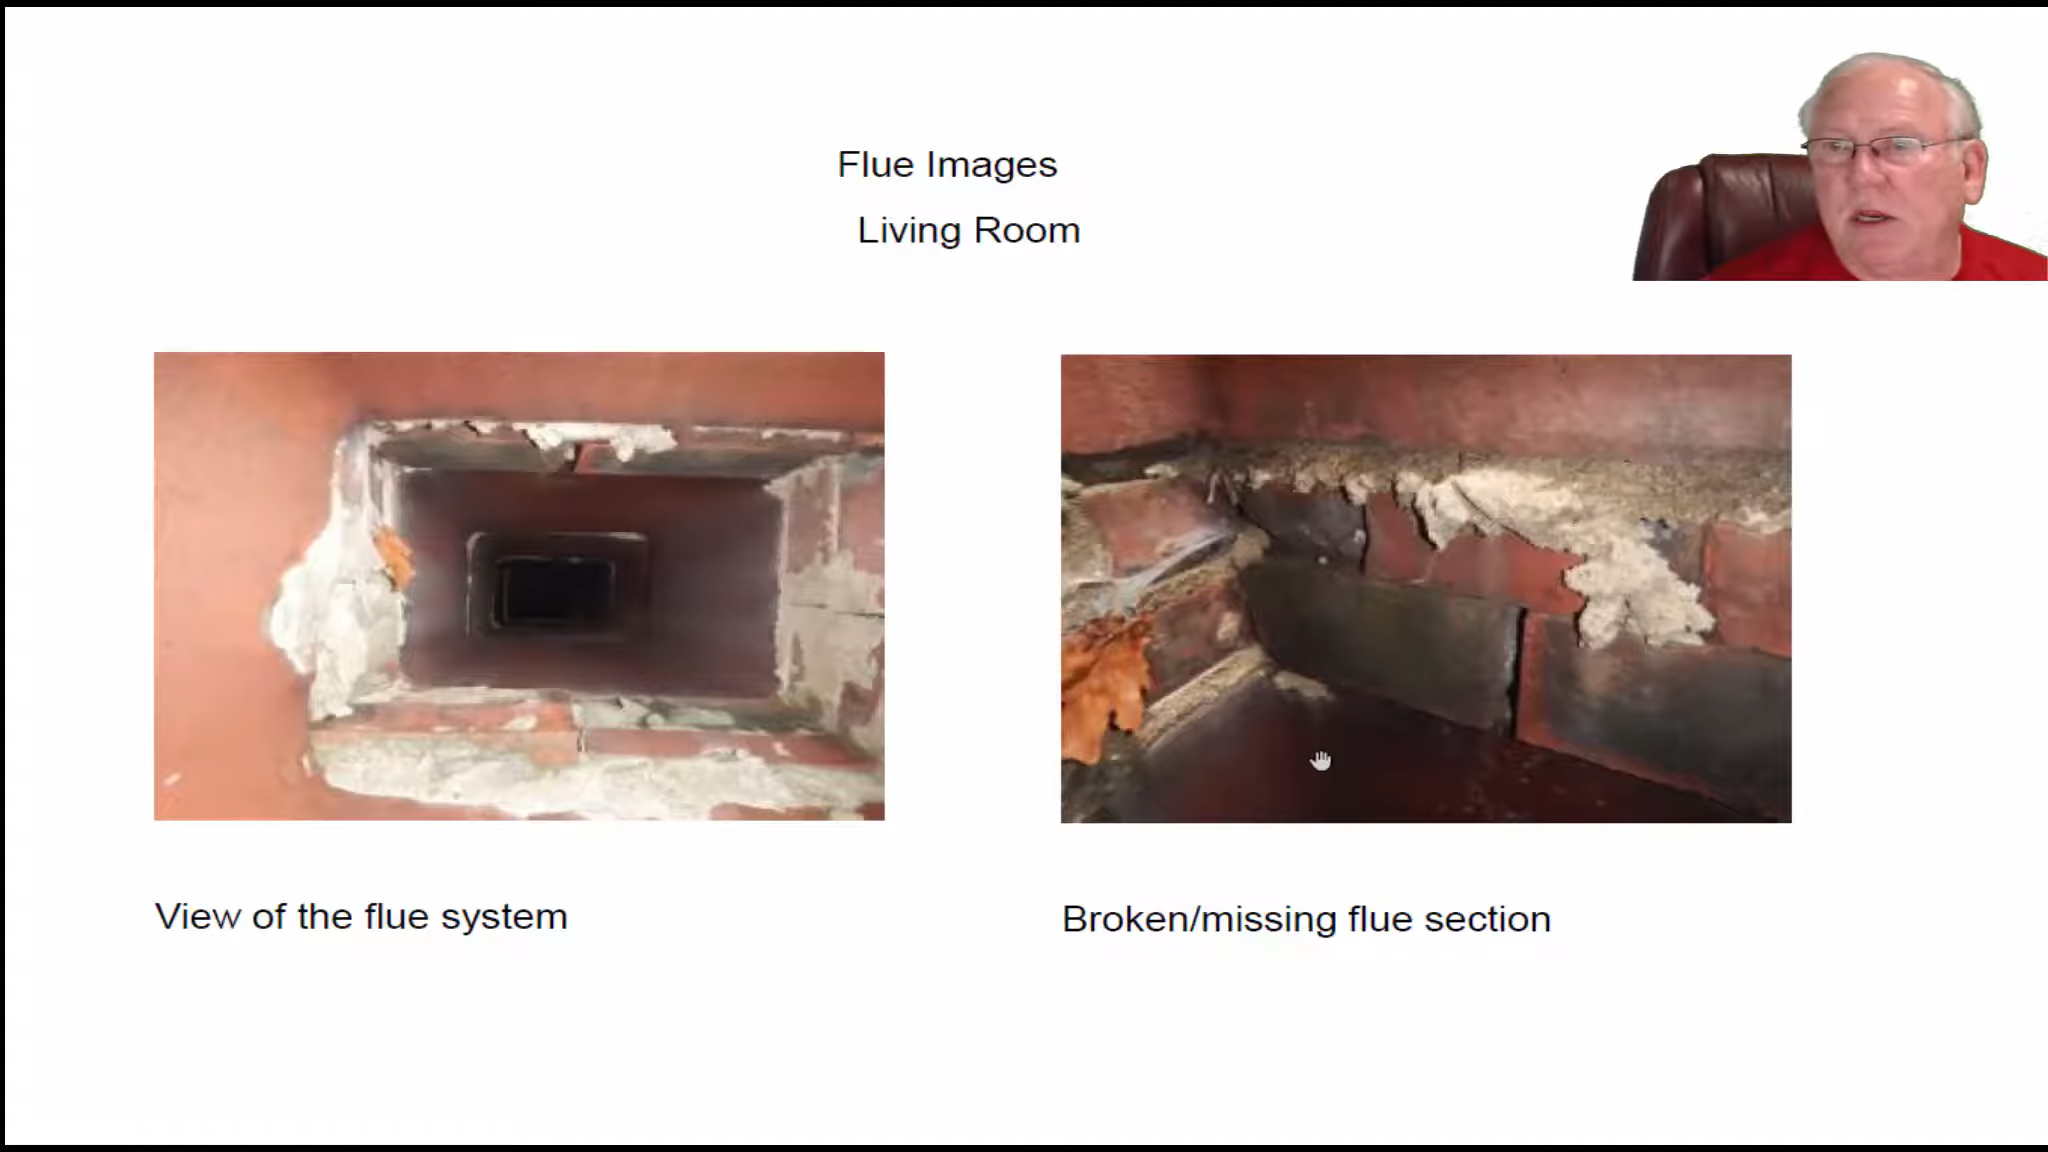 Flue Images
Living Room
View of the flue system
Broken/missing flue section